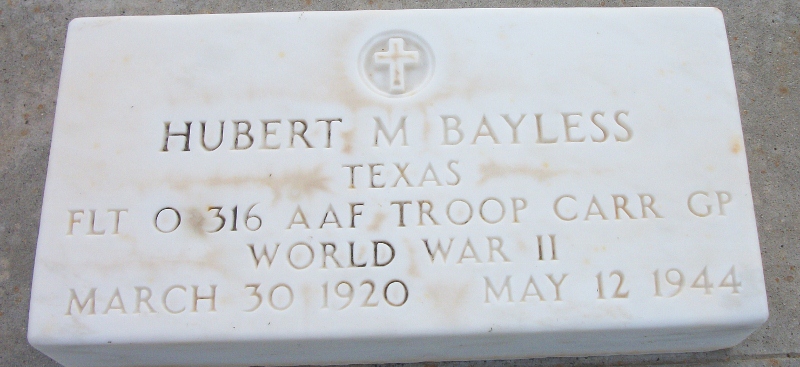 HUBERT M BAYLESS
TEXAS
FLT O 316 AAF TROOP CARR GP
WORLD WAR II
MARCH 30 1920 MAY 12 1944